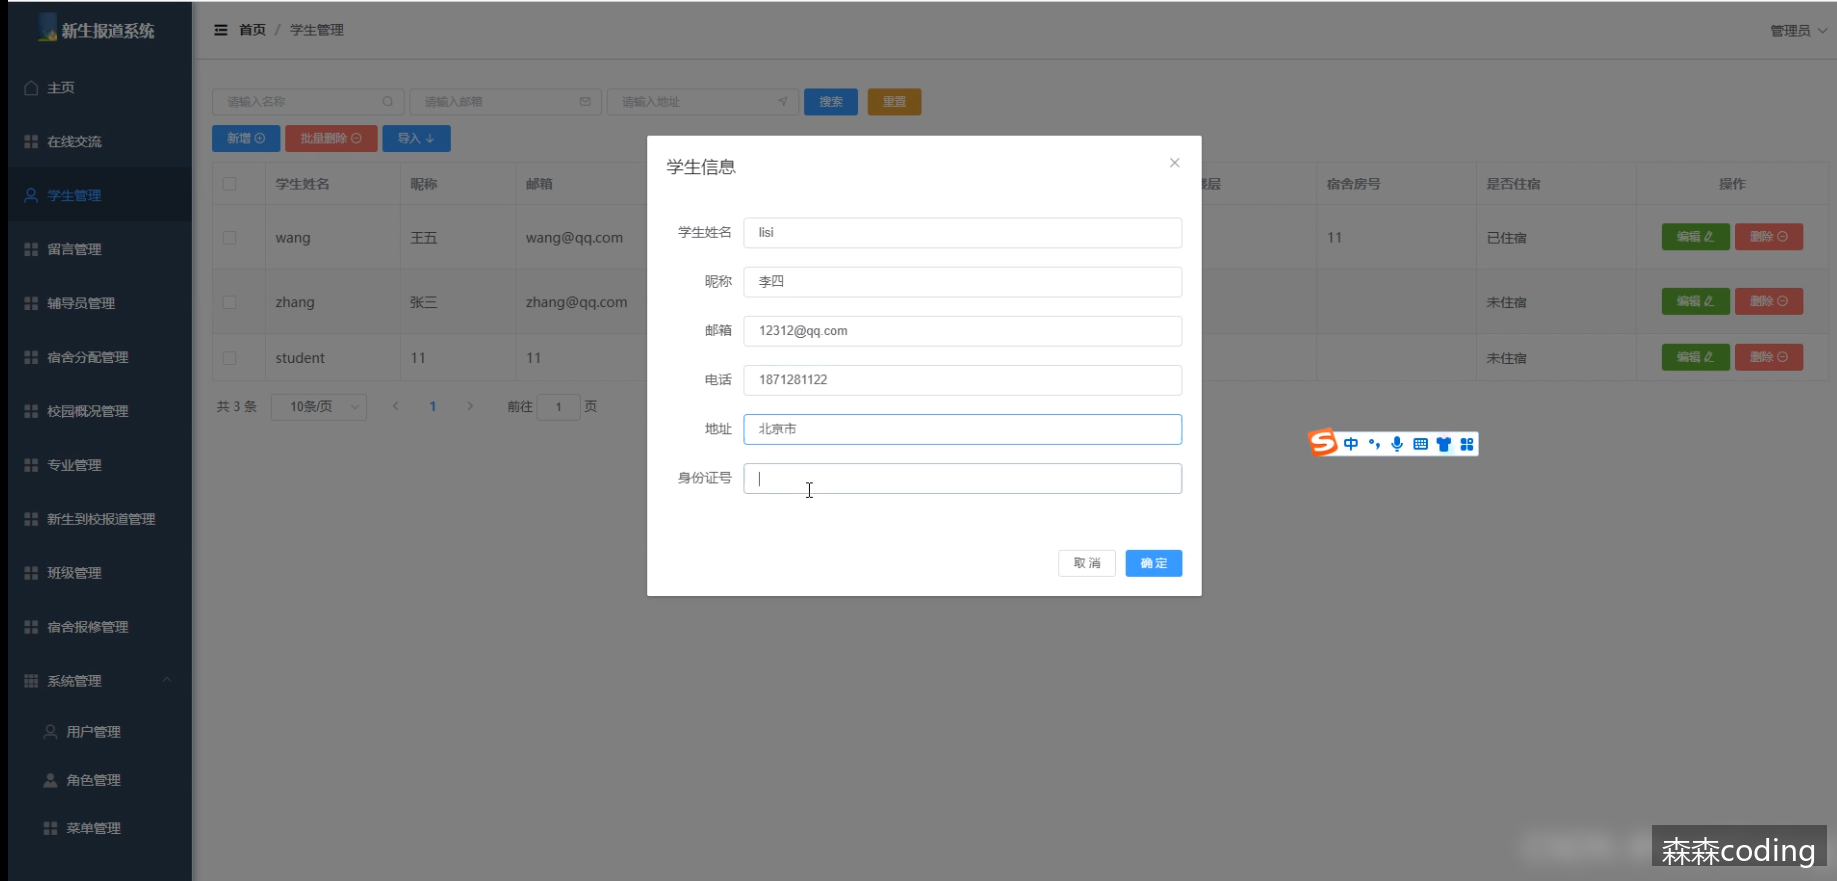 新生报道系统
首页 / 学生管理
管理员
主页
在线交流
学生管理
留言管理
辅导员管理
宿舍分配管理
校园概况管理
专业管理
新生到校报道管理
班级管理
宿舍报修管理
系统管理
用户管理
角色管理
菜单管理
请输入名称 请输入邮箱 请输入地址 搜索 重置
新增 批量删除 导入
学生姓名 昵称 邮箱 层 宿舍房号 是否住宿 操作
wang 王五 wang@qq.com 11 已住宿 编辑 删除
zhang 张三 zhang@qq.com 未住宿 编辑 删除
student 11 11 未住宿 编辑 删除
共 3 条 10条/页 1 前往 1 页
学生信息
学生姓名 lisi
昵称 李四
邮箱 12312@qq.com
电话 1871281122
地址 北京市
身份证号
取消 确定
中
森森coding